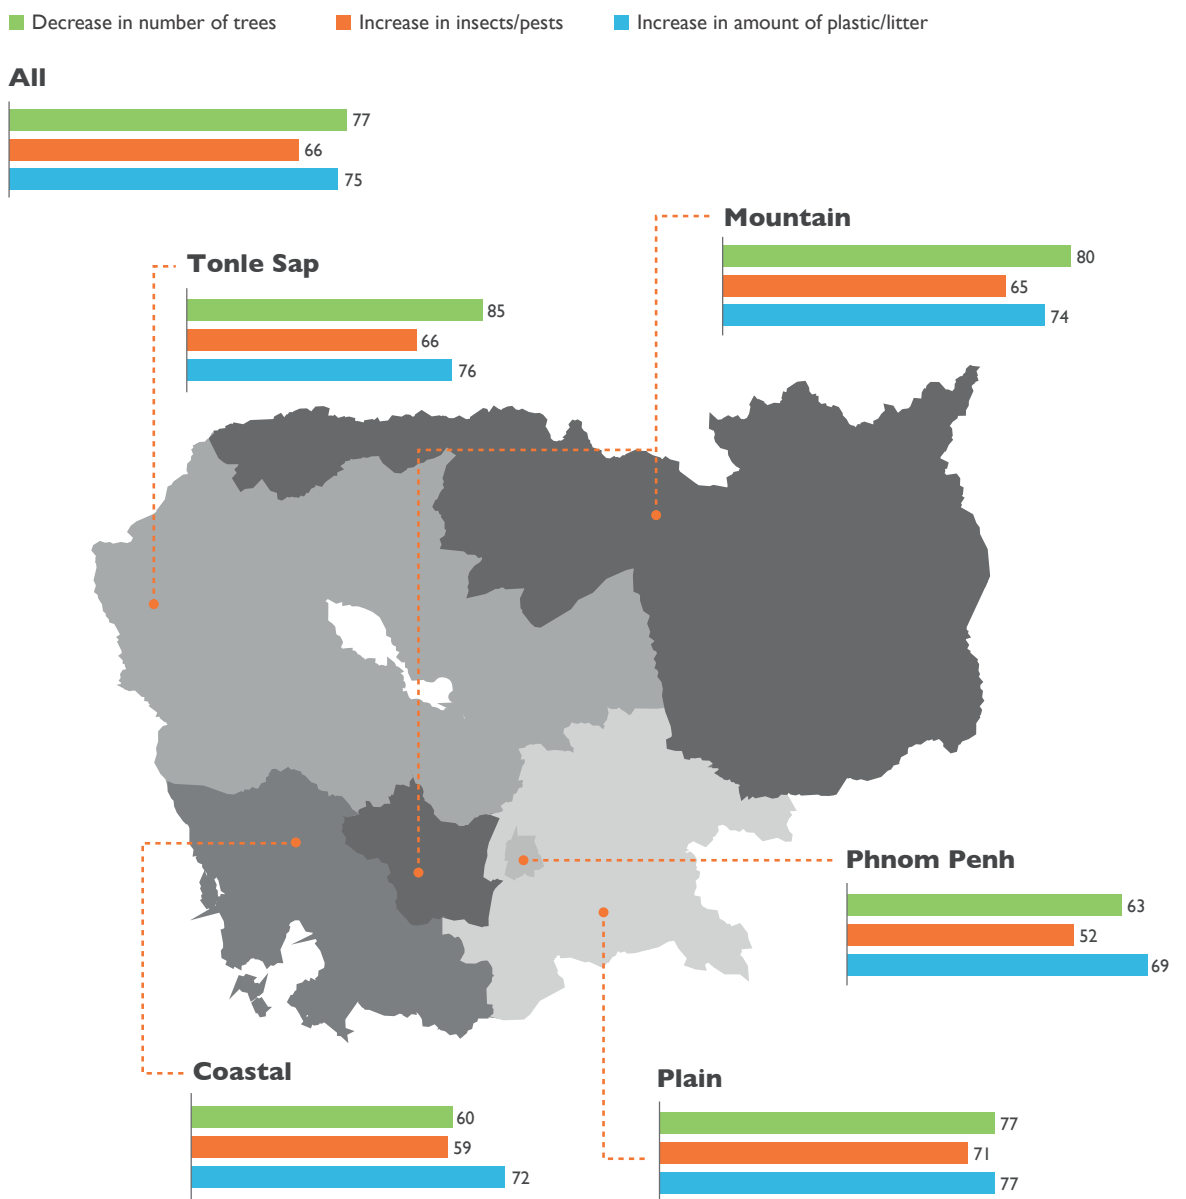 Decrease in number of trees Increase in insects/pests Increase in amount of plastic/litter
All
77
66
75
Mountain
80
65
74
Tonle Sap
85
66
76
Phnom Penh
63
52
69
Coastal
60
59
72
Plain
77
71
77